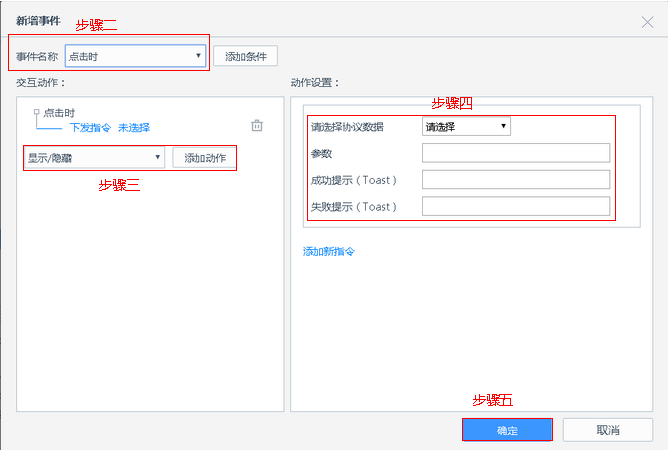 新增事件
步骤二
事件名称 点击时 添加条件
交互动作： 动作设置：
点击时
下发指令 未选择
显示/隐藏 添加动作
步骤三
步骤四
请选择协议数据 请选择
参数
成功提示（Toast）
失败提示（Toast）
添加新指令
步骤五
确定 取消